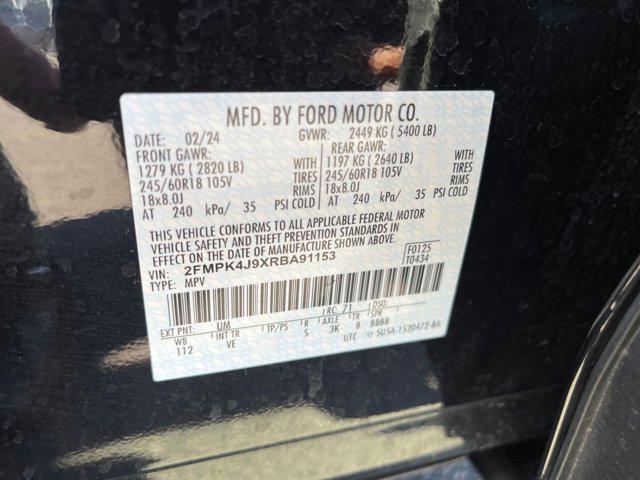 MFD. BY FORD MOTOR CO.
DATE: 02/24 GVWR: 2449 KG ( 5400 LB)
FRONT GAWR: REAR GAWR:
1279 KG ( 2820 LB) WITH 1197 KG ( 2640 LB) WITH
245/60R18 105V TIRES 245/60R18 105V TIRES
18x8.0J RIMS 18x8.0J RIMS
AT 240 kPa/ 35 PSI COLD AT 240 kPa/ 35 PSI COLD
THIS VEHICLE CONFORMS TO ALL APPLICABLE FEDERAL MOTOR
VEHICLE SAFETY AND THEFT PREVENTION STANDARDS IN
EFFECT ON THE DATE OF MANUFACTURE SHOWN ABOVE.
VIN: 2FMPK4J9XRBA91153 F0125
TYPE: MPV T0434
EXT PNT: UM RC: 71 DSO:
WB INT TR TP/PS R AXLE TR SPR
112 VE S 3K 8 BBBB
UTC ▽ 5U5A-1520472-BA